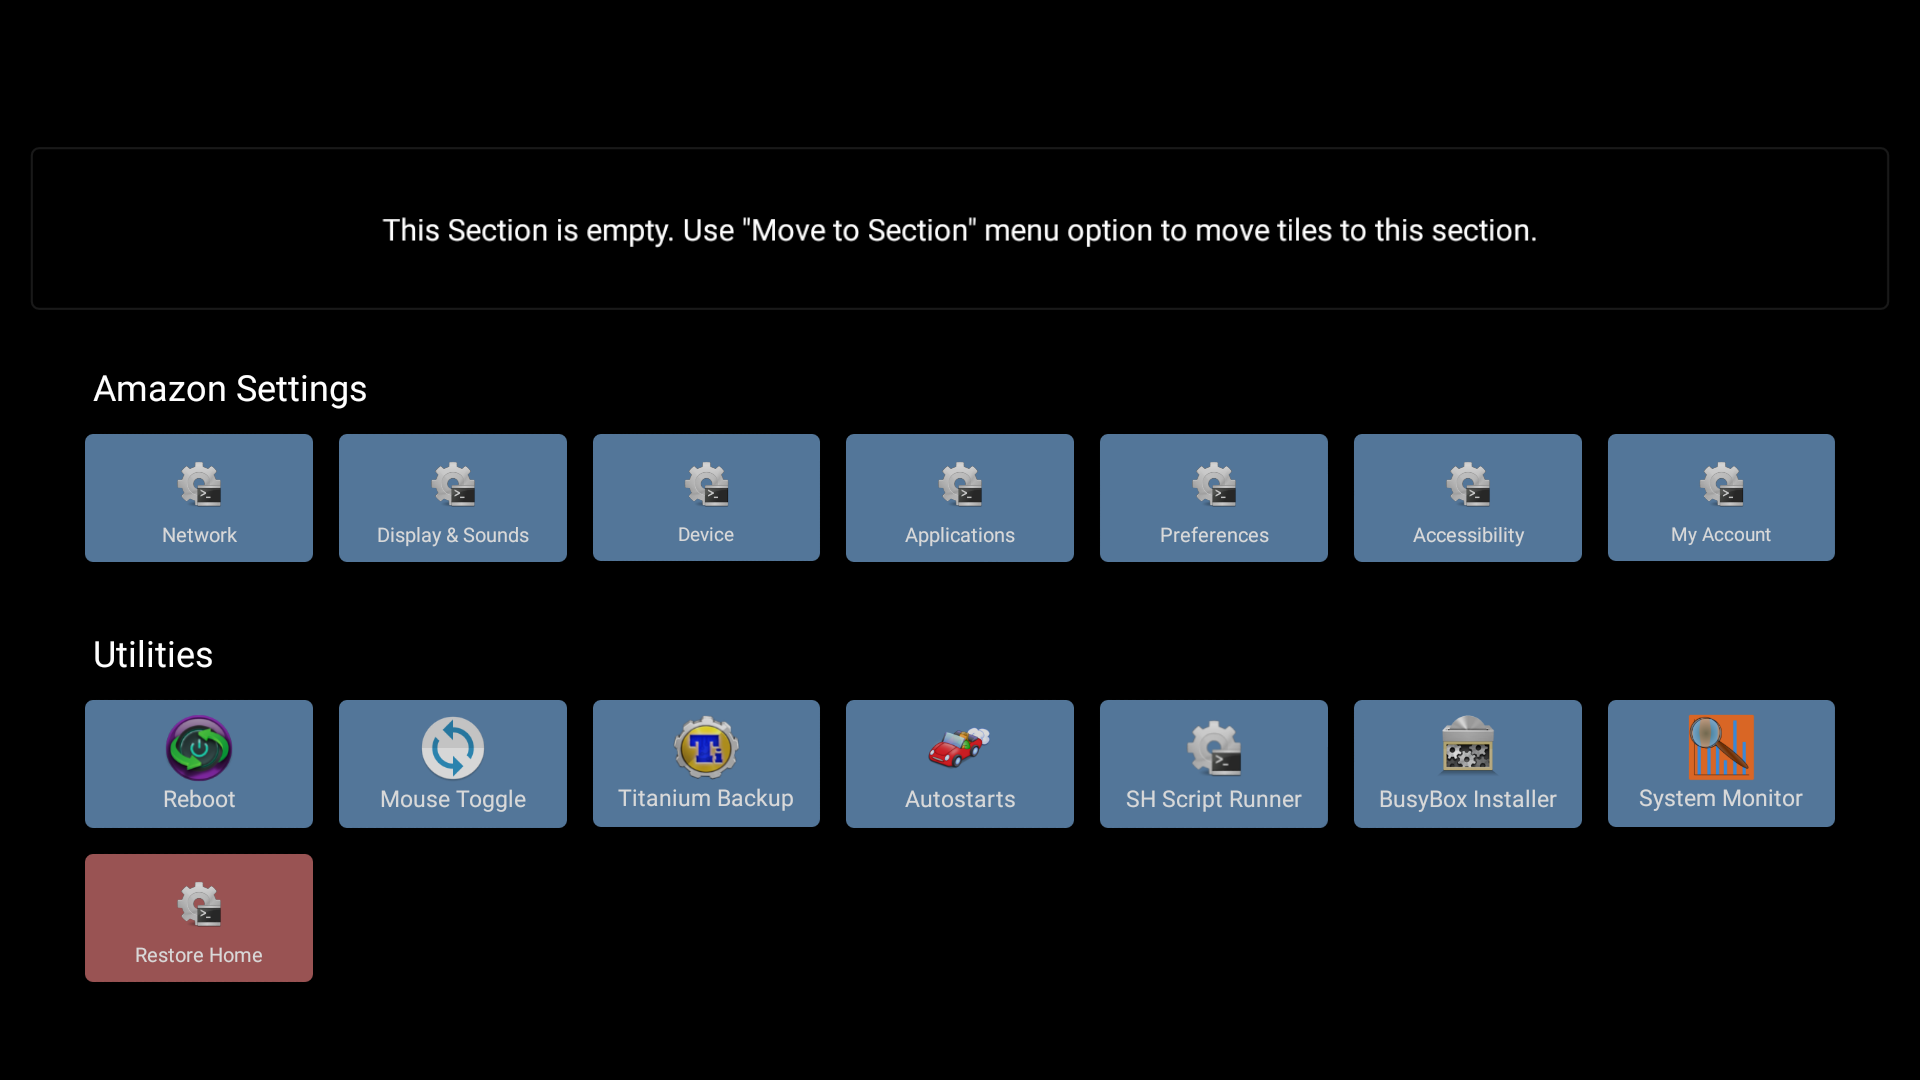 This Section is empty. Use "Move to Section" menu option to move tiles to this section.
Amazon Settings
Network
Display & Sounds
Device
Applications
Preferences
Accessibility
My Account
Utilities
Reboot
Mouse Toggle
Titanium Backup
Autostarts
SH Script Runner
BusyBox Installer
System Monitor
Restore Home